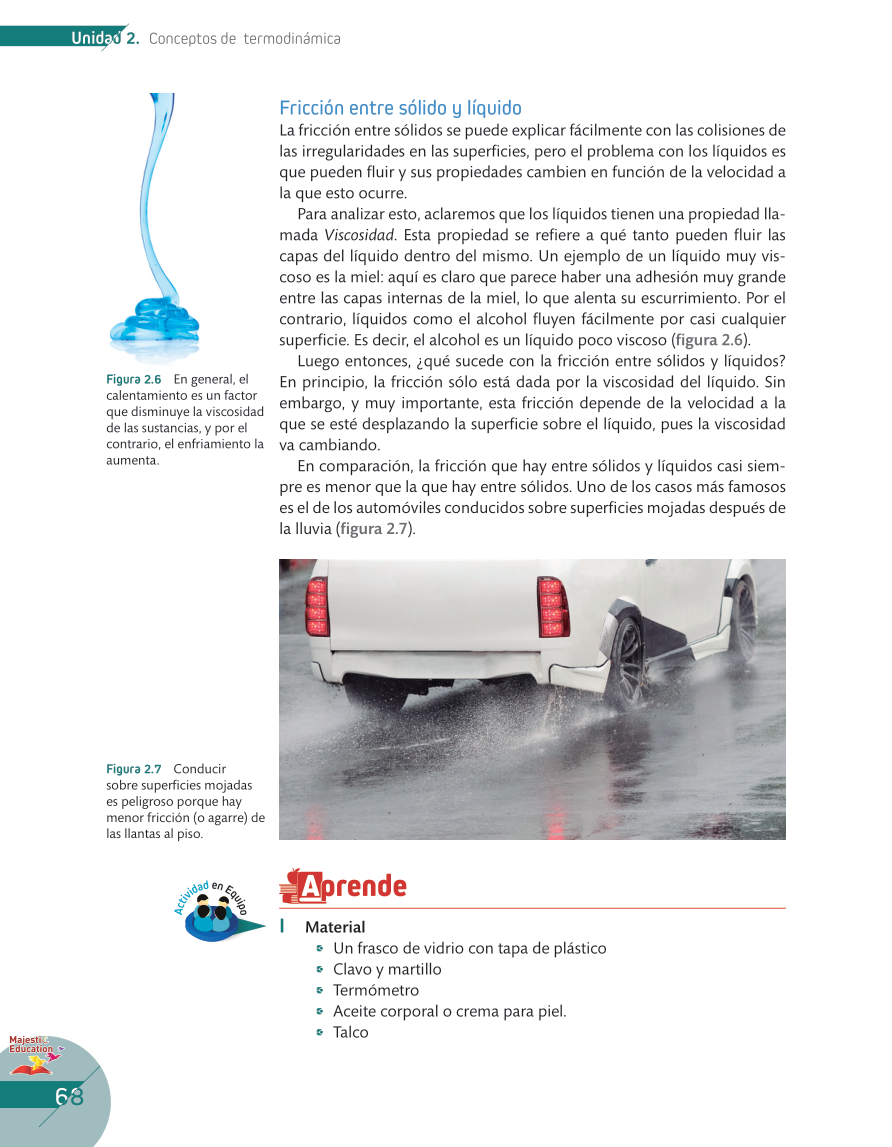 Unidad 2. Conceptos de termodinámica
Fricción entre sólido y líquido
La fricción entre sólidos se puede explicar fácilmente con las colisiones de
las irregularidades en las superficies, pero el problema con los líquidos es
que pueden fluir y sus propiedades cambien en función de la velocidad a
la que esto ocurre.
Para analizar esto, aclaremos que los líquidos tienen una propiedad lla-
mada Viscosidad. Esta propiedad se refiere a qué tanto pueden fluir las
capas del líquido dentro del mismo. Un ejemplo de un líquido muy vis-
coso es la miel: aquí es claro que parece haber una adhesión muy grande
entre las capas internas de la miel, lo que alenta su escurrimiento. Por el
contrario, líquidos como el alcohol fluyen fácilmente por casi cualquier
superficie. Es decir, el alcohol es un líquido poco viscoso (figura 2.6).
Luego entonces, ¿qué sucede con la fricción entre sólidos y líquidos?
En principio, la fricción sólo está dada por la viscosidad del líquido. Sin
embargo, y muy importante, esta fricción depende de la velocidad a la
que se esté desplazando la superficie sobre el líquido, pues la viscosidad
va cambiando.
En comparación, la fricción que hay entre sólidos y líquidos casi siem-
pre es menor que la que hay entre sólidos. Uno de los casos más famosos
es el de los automóviles conducidos sobre superficies mojadas después de
la lluvia (figura 2.7).
Figura 2.6 En general, el
calentamiento es un factor
que disminuye la viscosidad
de las sustancias, y por el
contrario, el enfriamiento la
aumenta.
Figura 2.7 Conducir
sobre superficies mojadas
es peligroso porque hay
menor fricción (o agarre) de
las llantas al piso.
Actividad en Equipo
Aprende
I Material
Un frasco de vidrio con tapa de plástico
Clavo y martillo
Termómetro
Aceite corporal o crema para piel.
Talco
Majestic
Education
68